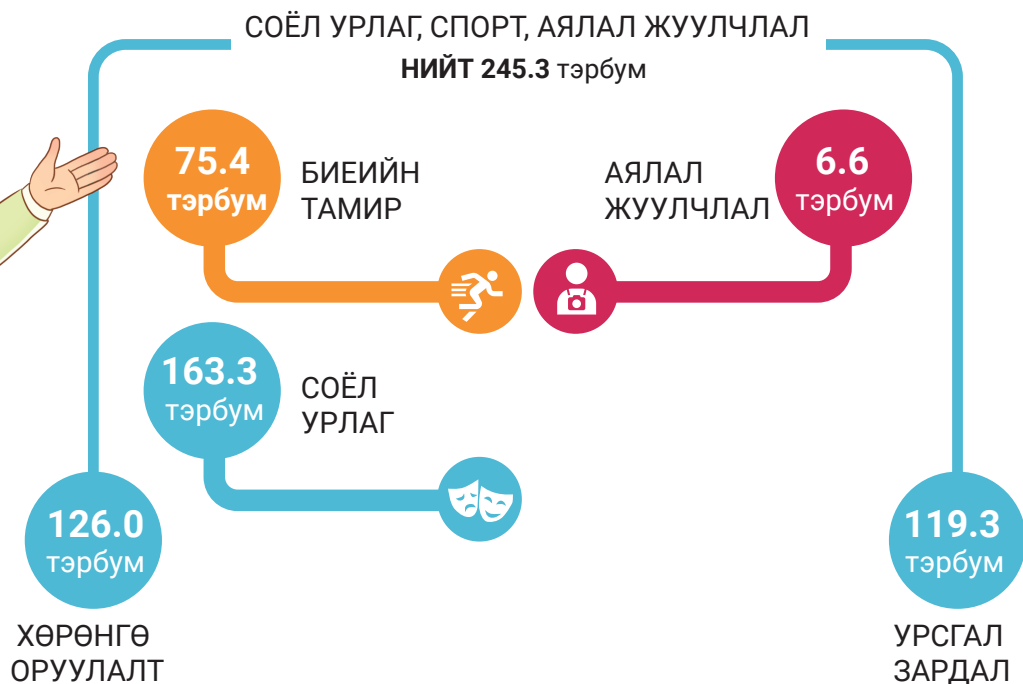 СОЁЛ УРЛАГ, СПОРТ, АЯЛАЛ ЖУУЛЧЛАЛ
НИЙТ 245.3 тэрбум
75.4
тэрбум
БИЕИЙН
ТАМИР
АЯЛАЛ
ЖУУЛЧЛАЛ
6.6
тэрбум
163.3
тэрбум
СОЁЛ
УРЛАГ
126.0
тэрбум
ХӨРӨНГӨ
ОРУУЛАЛТ
119.3
тэрбум
УРСГАЛ
ЗАРДАЛ